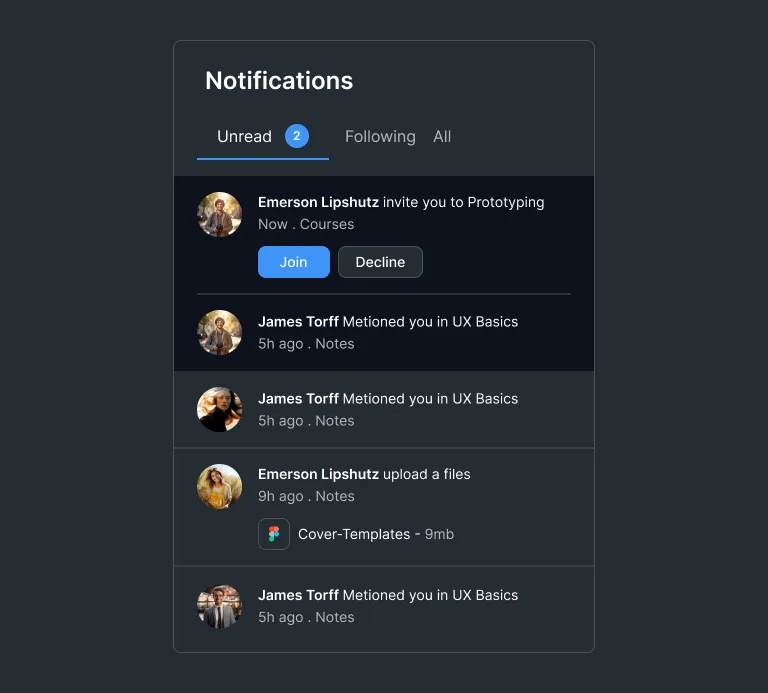 Notifications
Unread 2 Following All
Emerson Lipshutz invite you to Prototyping
Now . Courses
Join Decline
James Torff Metioned you in UX Basics
5h ago . Notes
James Torff Metioned you in UX Basics
5h ago . Notes
Emerson Lipshutz upload a files
9h ago . Notes
Cover-Templates - 9mb
James Torff Metioned you in UX Basics
5h ago . Notes